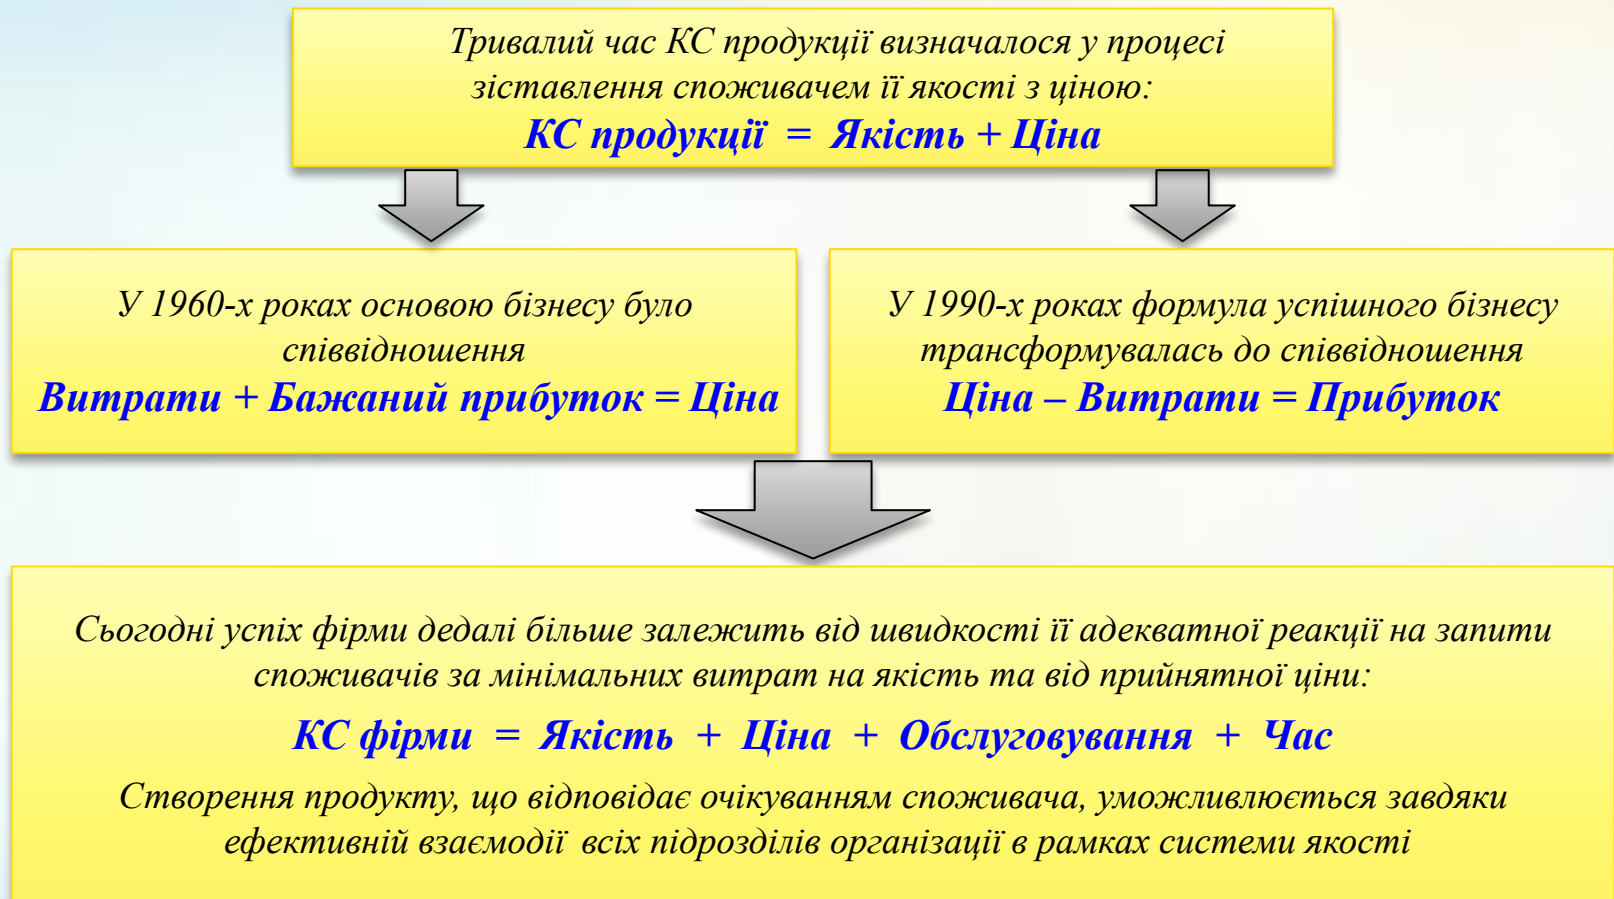 Тривалий час КС продукції визначалося у процесі
зіставлення споживачем її якості з ціною:
КС продукції = Якість + Ціна
У 1960-х роках основою бізнесу було
співвідношення
Витрати + Бажаний прибуток = Ціна
У 1990-х роках формула успішного бізнесу
трансформувалась до співвідношення
Ціна – Витрати = Прибуток
Сьогодні успіх фірми дедалі більше залежить від швидкості її адекватної реакції на запити
споживачів за мінімальних витрат на якість та від прийнятної ціни:
КС фірми = Якість + Ціна + Обслуговування + Час
Створення продукту, що відповідає очікуванням споживача, уможливлюється завдяки
ефективній взаємодії всіх підрозділів організації в рамках системи якості